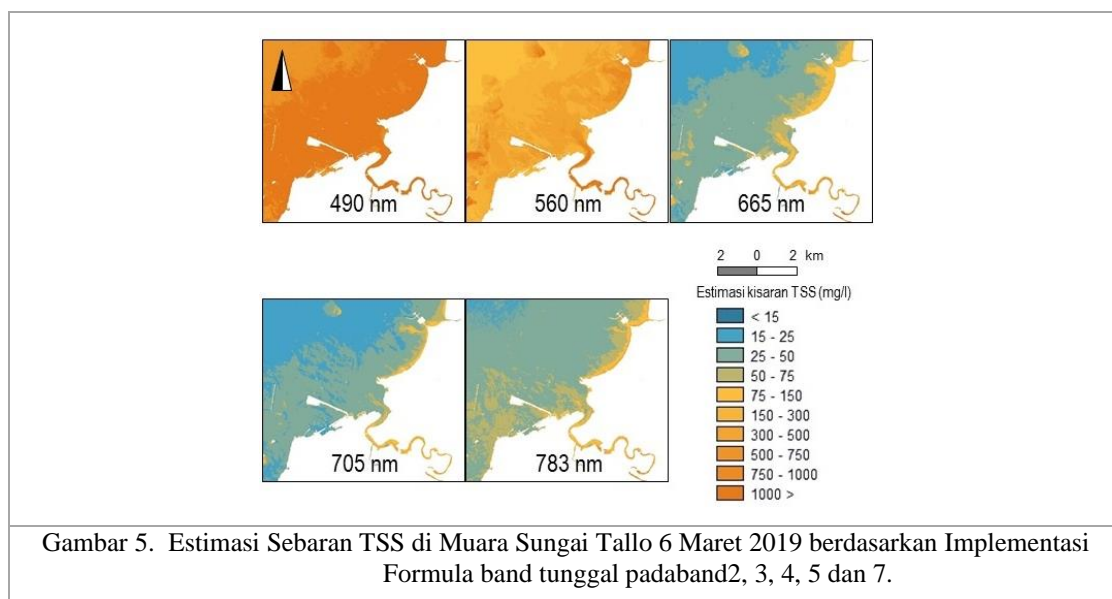 490 nm
560 nm
665 nm
2 0 2 km
Estimasi kisaran TSS (mg/l)
< 15
15 - 25
25 - 50
50 - 75
75 - 150
150 - 300
300 - 500
500 - 750
750 - 1000
1000 >
705 nm
783 nm
Gambar 5. Estimasi Sebaran TSS di Muara Sungai Tallo 6 Maret 2019 berdasarkan Implementasi
Formula band tunggal padaband2, 3, 4, 5 dan 7.